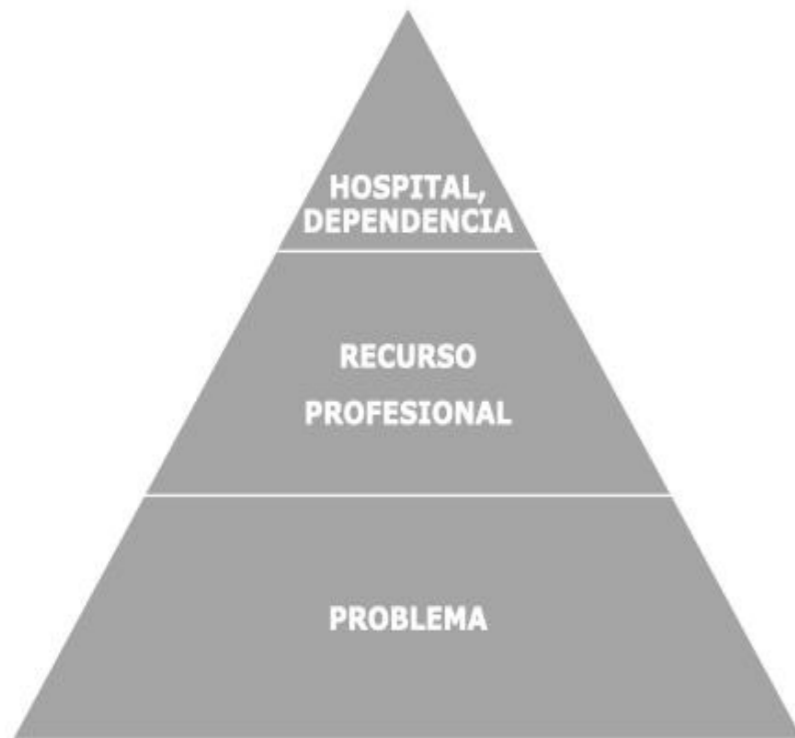 HOSPITAL,
DEPENDENCIA
RECURSO
PROFESIONAL
PROBLEMA